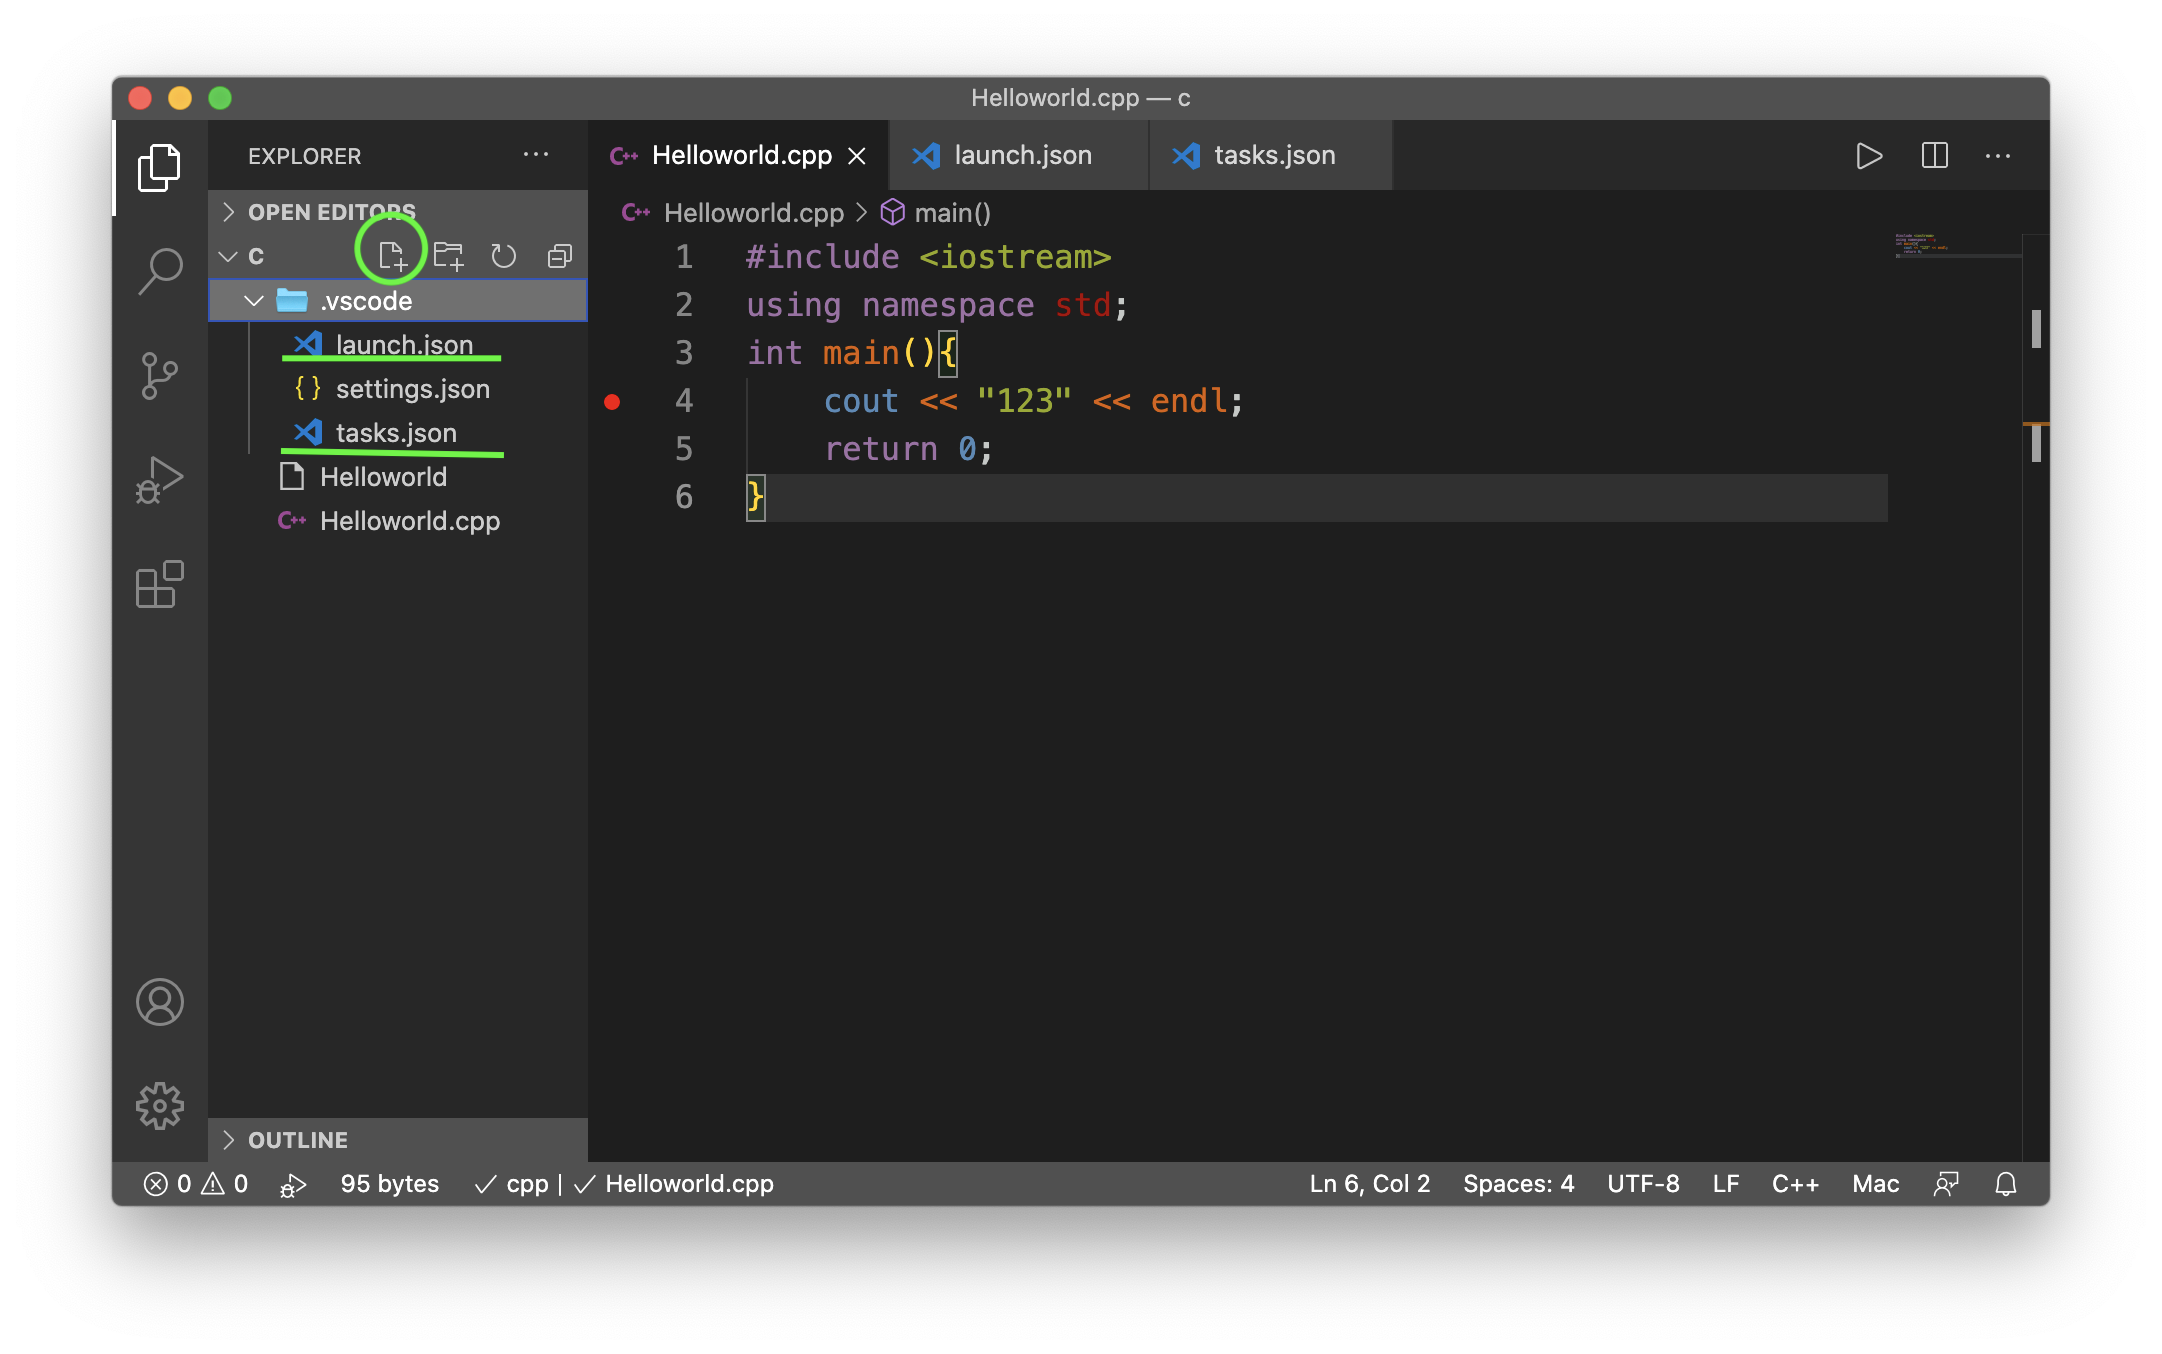 Helloworld.cpp — c
EXPLORER
Helloworld.cpp
launch.json
tasks.json
OPEN EDITORS
C
.vscode
launch.json
{ } settings.json
tasks.json
Helloworld
C++ Helloworld.cpp
OUTLINE
C++ Helloworld.cpp > main()
1 #include <iostream>
2 using namespace std;
3 int main(){
4 cout << "123" << endl;
5 return 0;
6 }
0 0 95 bytes ✓ cpp | ✓ Helloworld.cpp
Ln 6, Col 2 Spaces: 4 UTF-8 LF C++ Mac